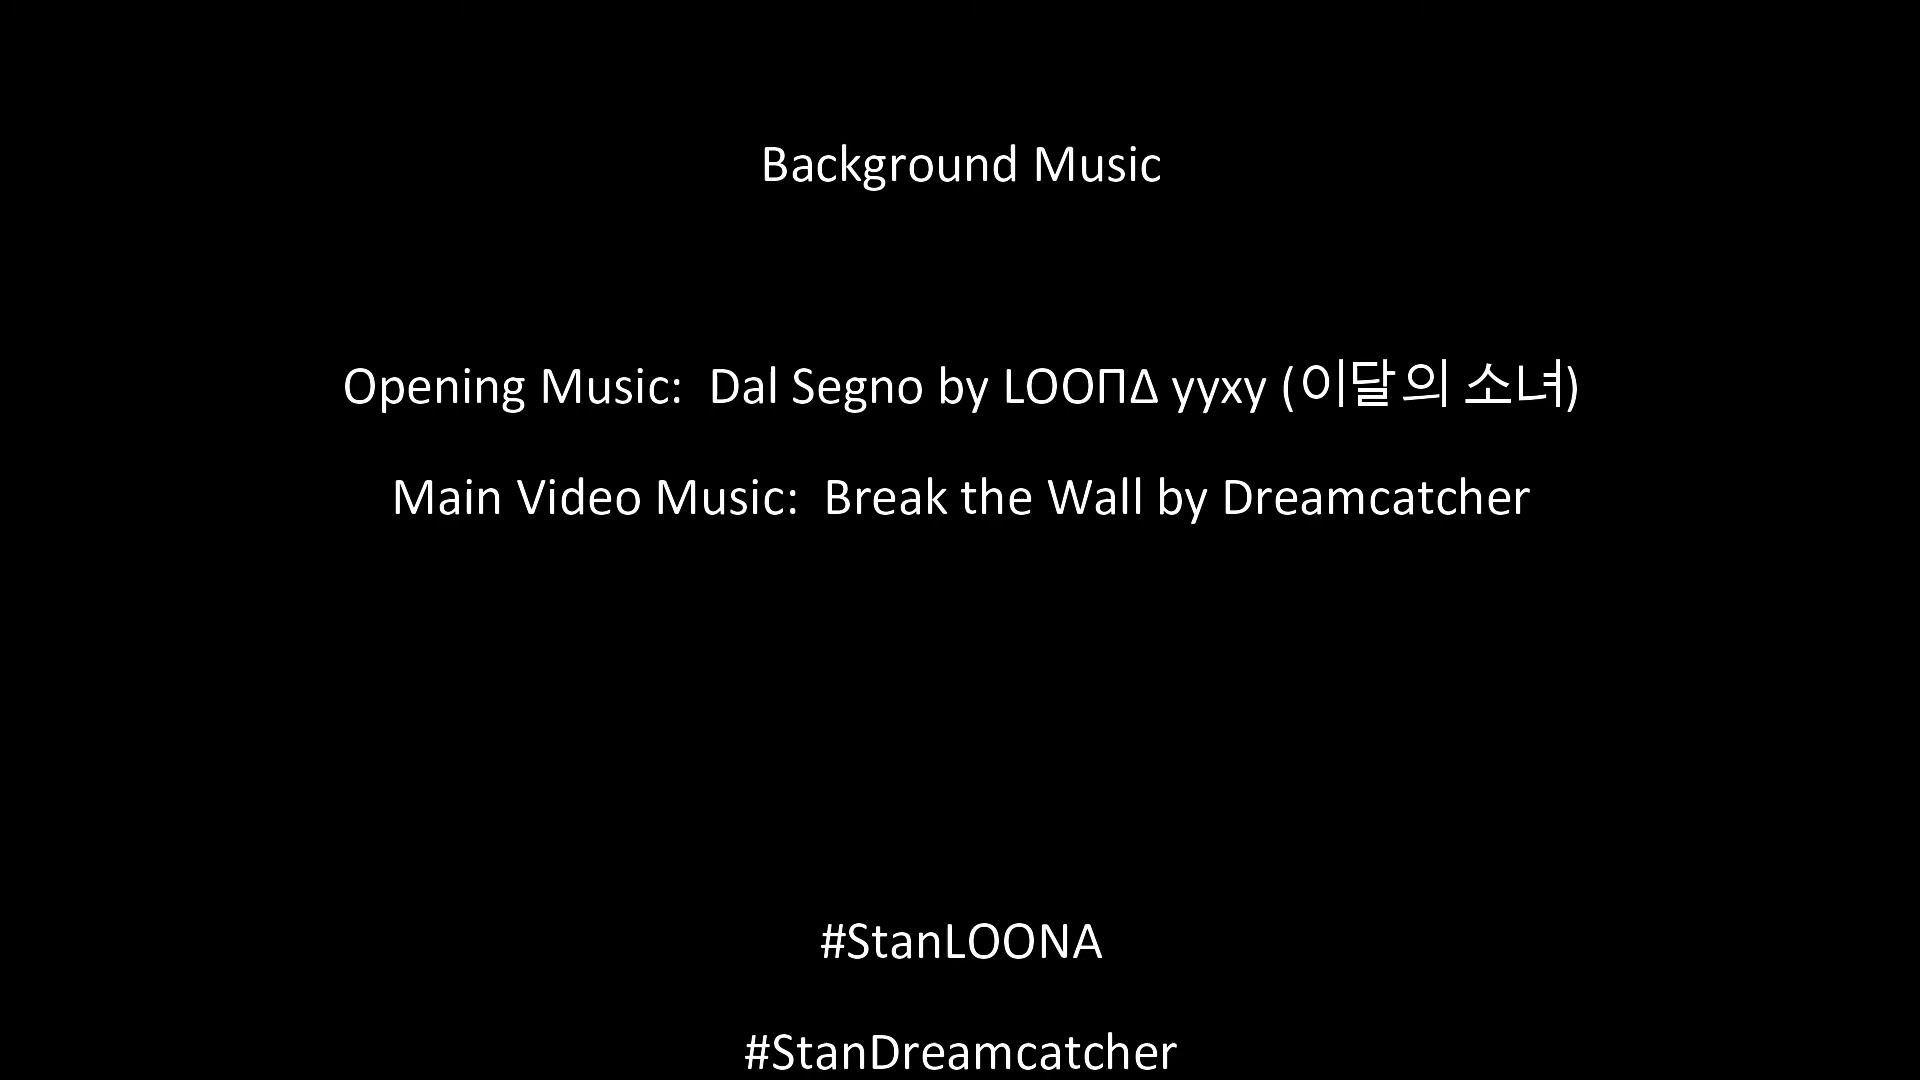 Background Music
Opening Music:  Dal Segno by LOOΠΔ yyxy (이달의 소녀)
Main Video Music:  Break the Wall by Dreamcatcher
#StanLOONA
#StanDreamcatcher